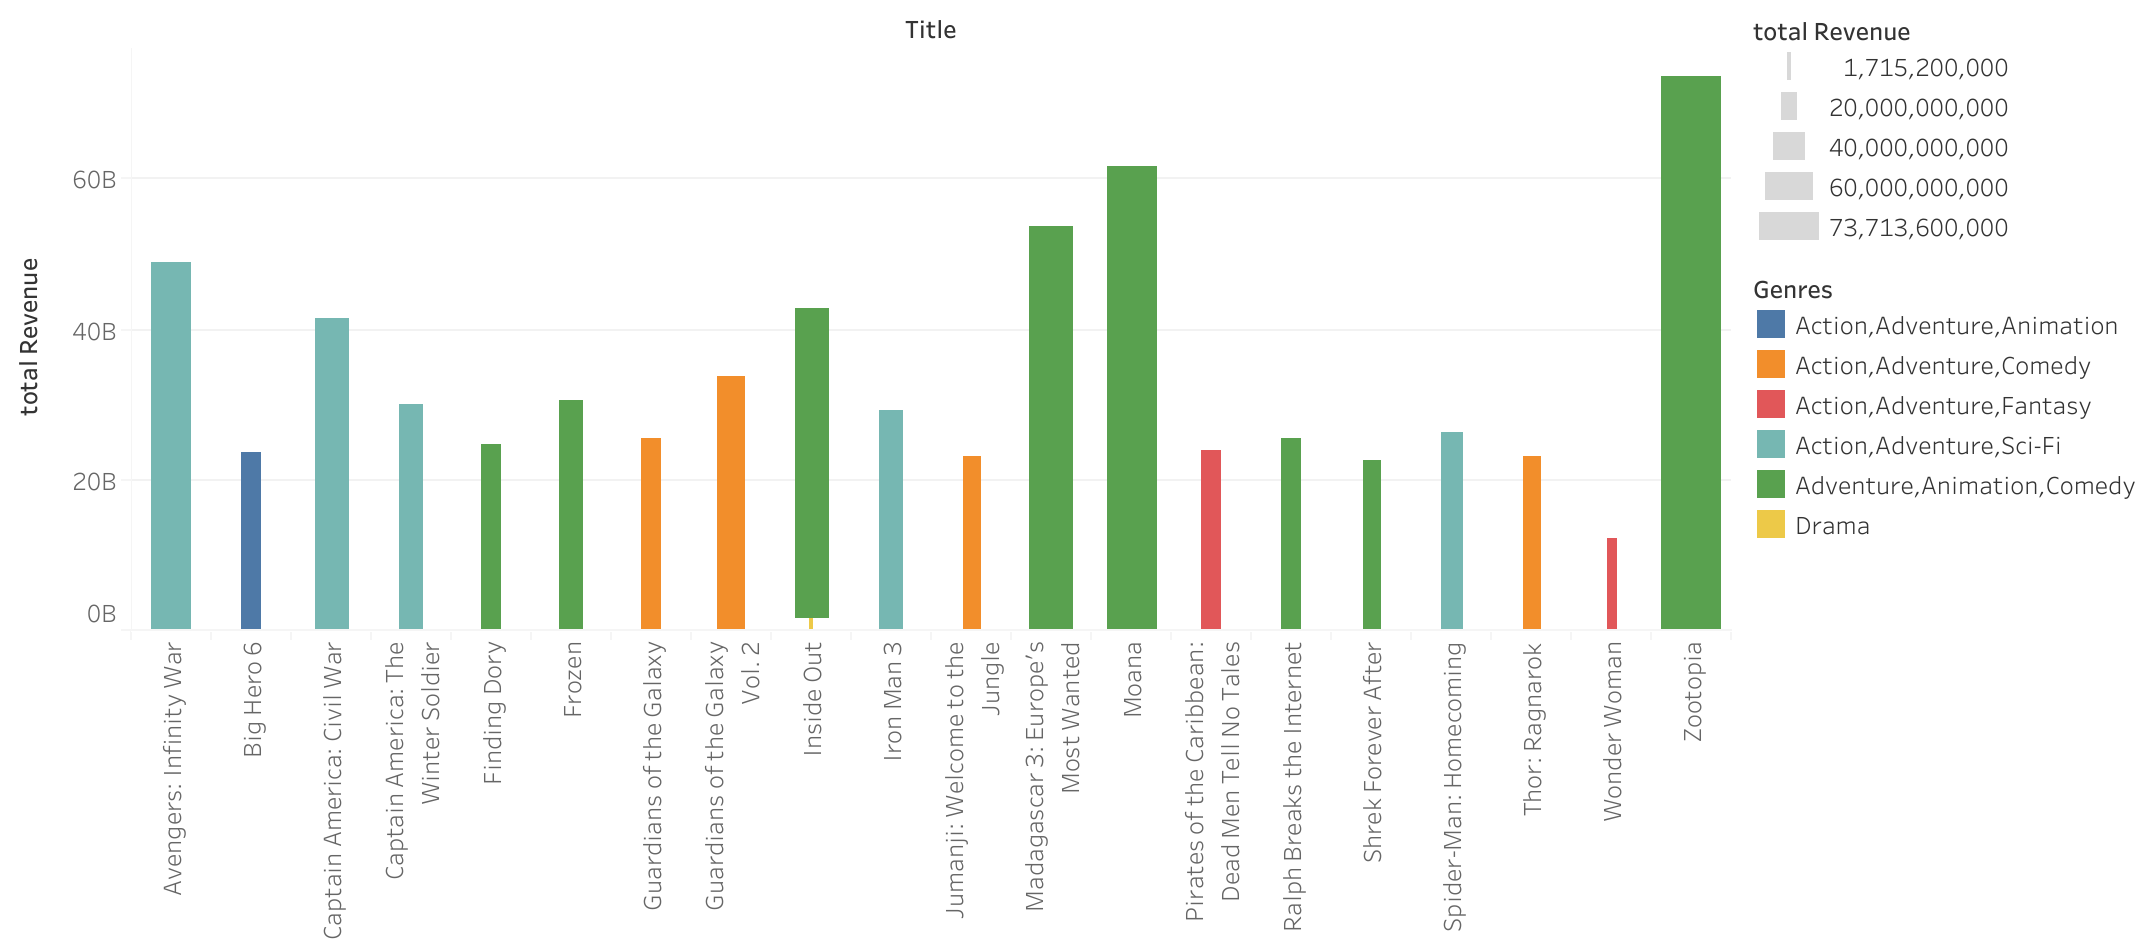 Title
total Revenue
60B
40B
20B
0B
Avengers: Infinity War
Big Hero 6
Captain America: Civil War
Captain America: The
Winter Soldier
Finding Dory
Frozen
Guardians of the Galaxy
Guardians of the Galaxy
Vol. 2
Inside Out
Iron Man 3
Jumanji: Welcome to the
Jungle
Madagascar 3: Europe’s
Most Wanted
Moana
Pirates of the Caribbean:
Dead Men Tell No Tales
Ralph Breaks the Internet
Shrek Forever After
Spider-Man: Homecoming
Thor: Ragnarok
Wonder Woman
Zootopia
total Revenue
1,715,200,000
20,000,000,000
40,000,000,000
60,000,000,000
73,713,600,000
Genres
Action,Adventure,Animation
Action,Adventure,Comedy
Action,Adventure,Fantasy
Action,Adventure,Sci-Fi
Adventure,Animation,Comedy
Drama